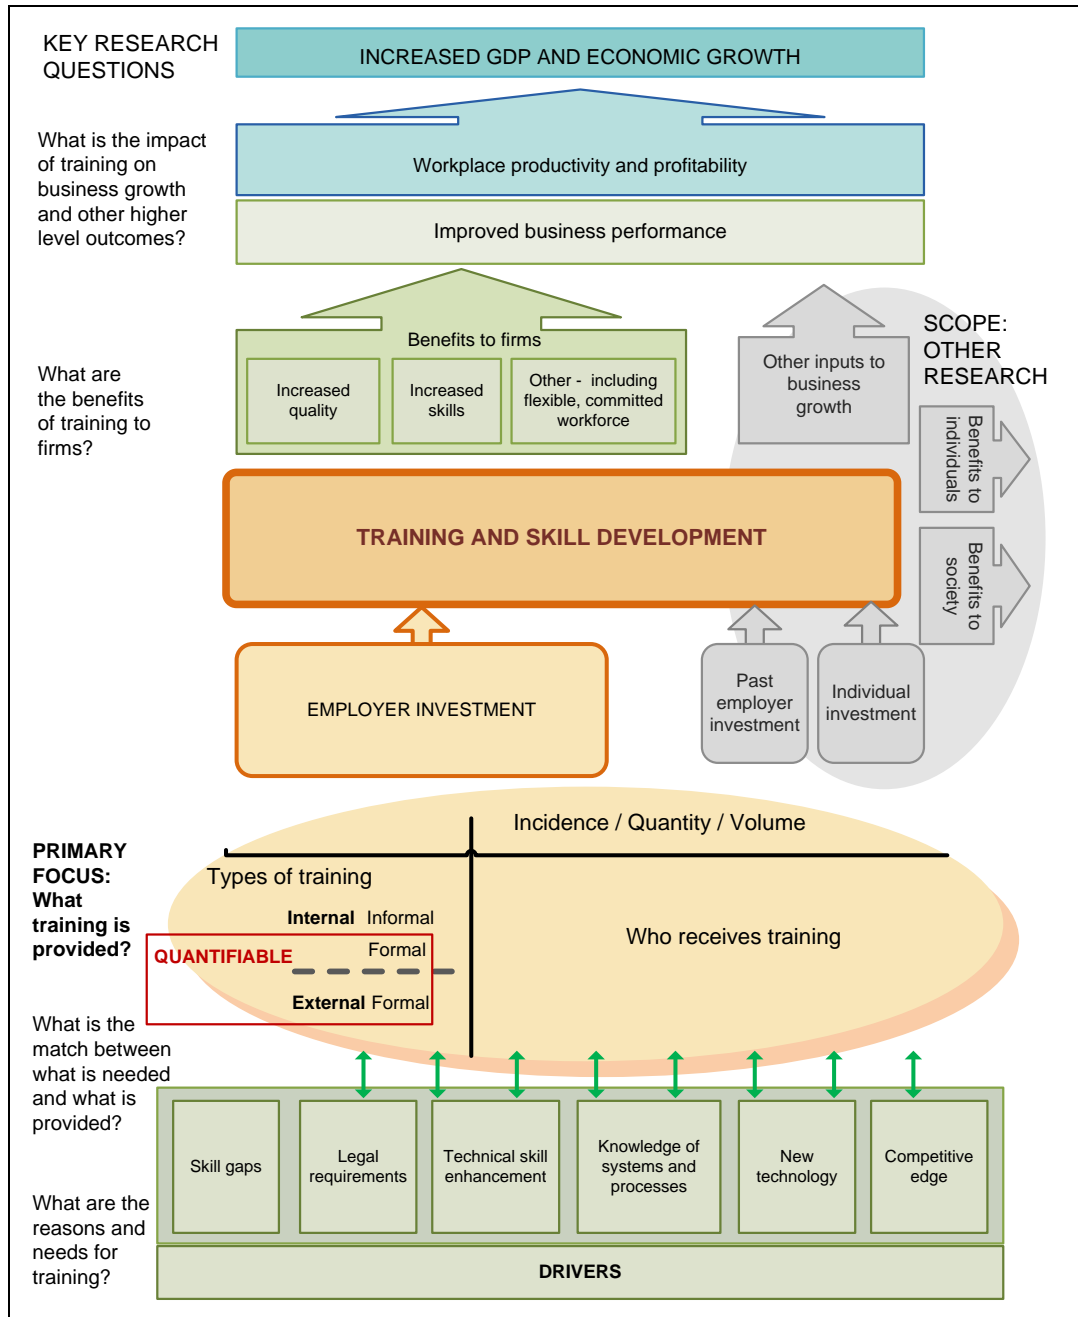 KEY RESEARCH
QUESTIONS
INCREASED GDP AND ECONOMIC GROWTH
What is the impact
of training on
business growth
and other higher
level outcomes?
Workplace productivity and profitability
Improved business performance
What are
the benefits
of training to
firms?
Benefits to firms
Increased
quality
Increased
skills
Other - including
flexible, committed
workforce
Other inputs to
business
growth
SCOPE:
OTHER
RESEARCH
Benefits to
individuals
Benefits to
society
TRAINING AND SKILL DEVELOPMENT
EMPLOYER INVESTMENT
Past
employer
investment
Individual
investment
PRIMARY
FOCUS:
What
training is
provided?
Incidence / Quantity / Volume
Types of training
Internal Informal
QUANTIFIABLE
Formal
External Formal
Who receives training
What is the
match between
what is needed
and what is
provided?
Skill gaps
Legal
requirements
Technical skill
enhancement
Knowledge of
systems and
processes
New
technology
Competitive
edge
What are the
reasons and
needs for
training?
DRIVERS